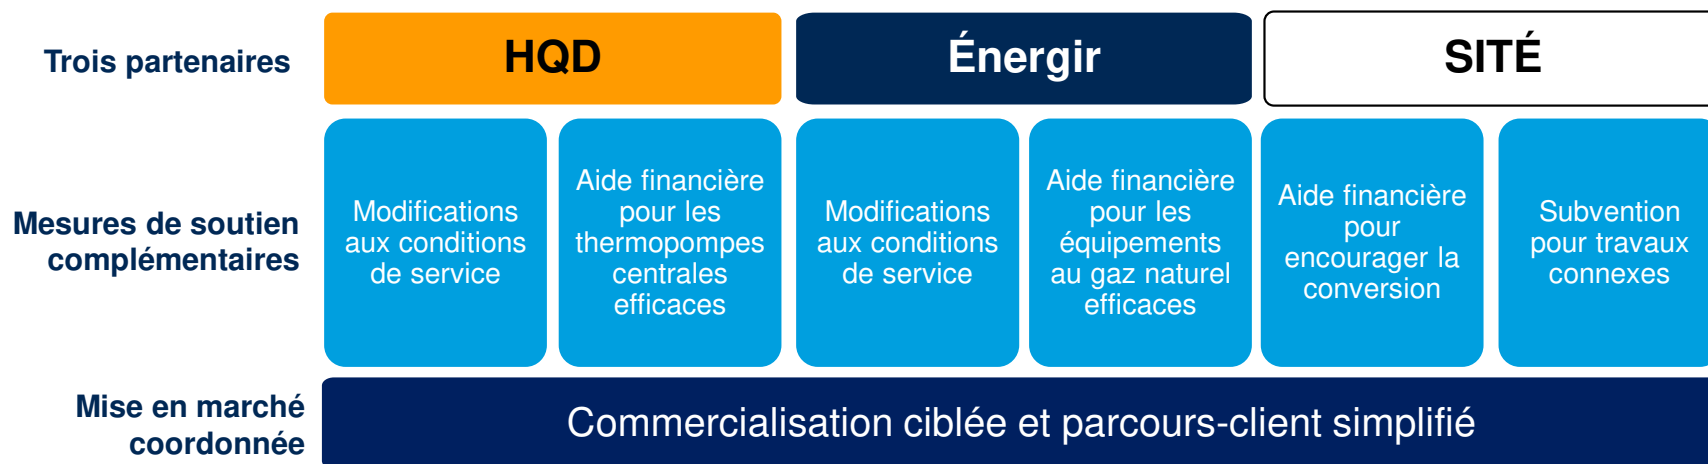 Trois partenaires
HQD
Énergir
SITÉ
Mesures de soutien
complémentaires
Modifications
aux conditions
de service
Aide financière
pour les
thermopompes
centrales
efficaces
Modifications
aux conditions
de service
Aide financière
pour les
équipements
au gaz naturel
efficaces
Aide financière
pour
encourager la
conversion
Subvention
pour travaux
connexes
Mise en marché
coordonnée
Commercialisation ciblée et parcours-client simplifié